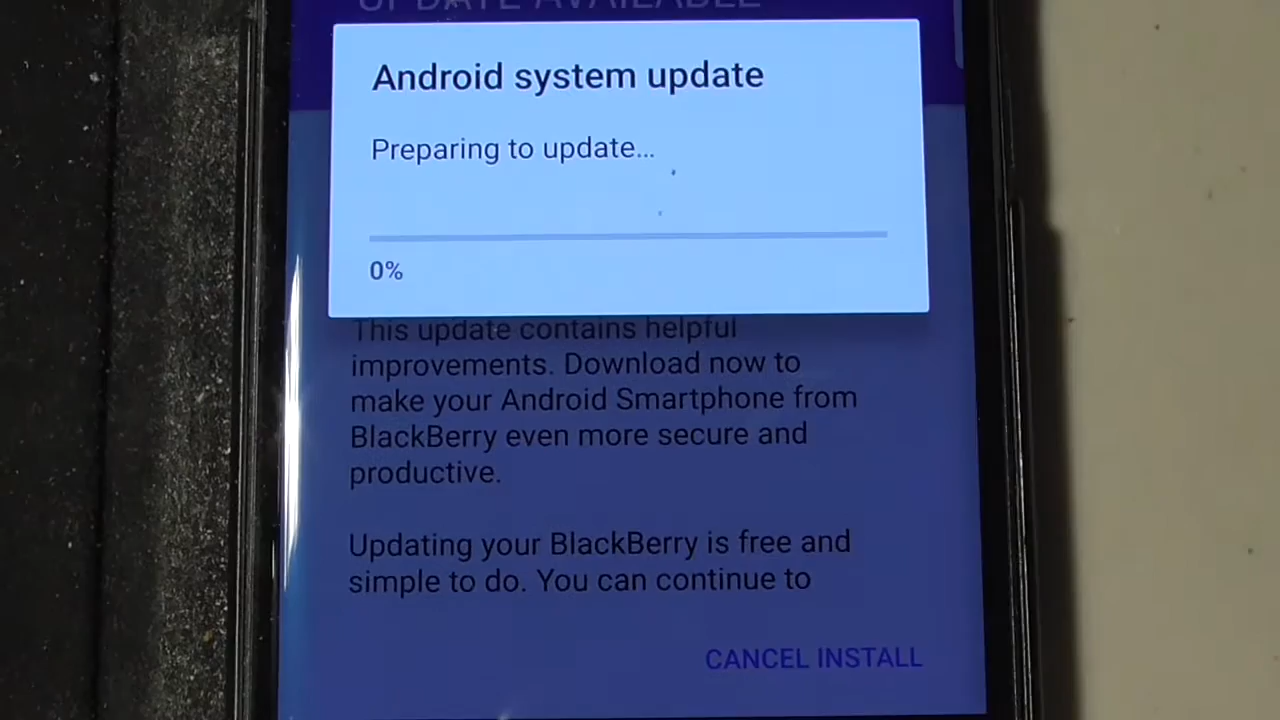 UPDATE AVAILABLE
Android system update
Preparing to update...
0%
This update contains helpful
improvements. Download now to
make your Android Smartphone from
BlackBerry even more secure and
productive.
Updating your BlackBerry is free and
simple to do. You can continue to
CANCEL INSTALL